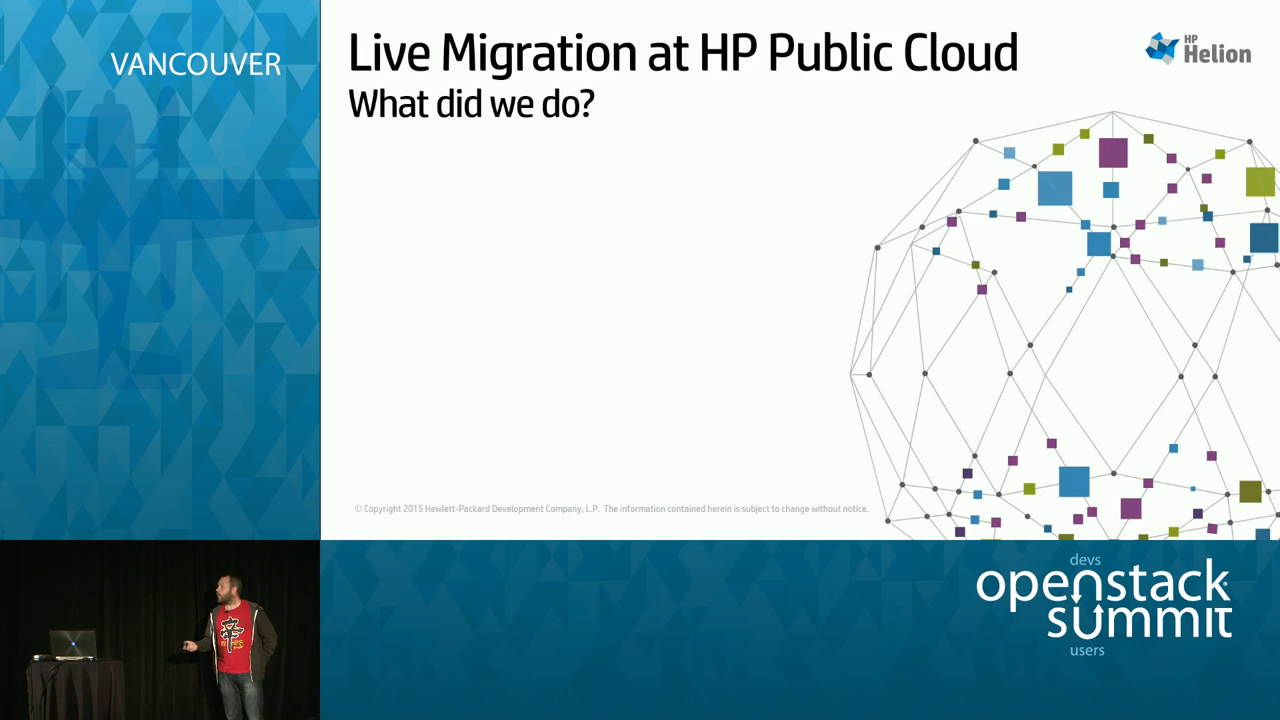 VANCOUVER
Live Migration at HP Public Cloud
What did we do?
HP
Helion
© Copyright 2015 Hewlett-Packard Development Company, L.P. The information contained herein is subject to change without notice.
devs
openstack
summit
users